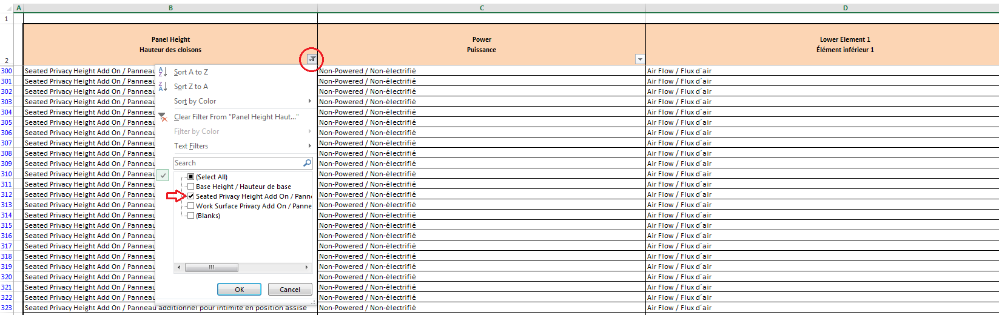 A B C D
1
Panel Height Power Lower Element 1
Hauteur des cloisons Puissance Élément inférieur 1
2
300 Seated Privacy Height Add On / Panneau Non-Powered / Non-électrifié Air Flow / Flux d´air
301 Seated Privacy Height Add On / Panneau Non-Powered / Non-électrifié Air Flow / Flux d´air
302 Seated Privacy Height Add On / Panneau Non-Powered / Non-électrifié Air Flow / Flux d´air
303 Seated Privacy Height Add On / Panneau Non-Powered / Non-électrifié Air Flow / Flux d´air
304 Seated Privacy Height Add On / Panneau Non-Powered / Non-électrifié Air Flow / Flux d´air
305 Seated Privacy Height Add On / Panneau Non-Powered / Non-électrifié Air Flow / Flux d´air
306 Seated Privacy Height Add On / Panneau Non-Powered / Non-électrifié Air Flow / Flux d´air
307 Seated Privacy Height Add On / Panneau Non-Powered / Non-électrifié Air Flow / Flux d´air
308 Seated Privacy Height Add On / Panneau Non-Powered / Non-électrifié Air Flow / Flux d´air
309 Seated Privacy Height Add On / Panneau Non-Powered / Non-électrifié Air Flow / Flux d´air
310 Seated Privacy Height Add On / Panneau Non-Powered / Non-électrifié Air Flow / Flux d´air
311 Seated Privacy Height Add On / Panneau Non-Powered / Non-électrifié Air Flow / Flux d´air
312 Seated Privacy Height Add On / Panneau Non-Powered / Non-électrifié Air Flow / Flux d´air
313 Seated Privacy Height Add On / Panneau Non-Powered / Non-électrifié Air Flow / Flux d´air
314 Seated Privacy Height Add On / Panneau Non-Powered / Non-électrifié Air Flow / Flux d´air
315 Seated Privacy Height Add On / Panneau Non-Powered / Non-électrifié Air Flow / Flux d´air
316 Seated Privacy Height Add On / Panneau Non-Powered / Non-électrifié Air Flow / Flux d´air
317 Seated Privacy Height Add On / Panneau Non-Powered / Non-électrifié Air Flow / Flux d´air
318 Seated Privacy Height Add On / Panneau Non-Powered / Non-électrifié Air Flow / Flux d´air
319 Seated Privacy Height Add On / Panneau Non-Powered / Non-électrifié Air Flow / Flux d´air
320 Seated Privacy Height Add On / Panneau Non-Powered / Non-électrifié Air Flow / Flux d´air
321 Seated Privacy Height Add On / Panneau Non-Powered / Non-électrifié Air Flow / Flux d´air
322 Seated Privacy Height Add On / Panneau Non-Powered / Non-électrifié Air Flow / Flux d´air
323 Seated Privacy Height Add On / Panneau additionnel pour intimité en position assise Non-Powered / Non-électrifié Air Flow / Flux d´air
Sort A to Z
Sort Z to A
Sort by Color
Clear Filter From "Panel Height Haut..."
Filter by Color
Text Filters
Search
(Select All)
Base Height / Hauteur de base
Seated Privacy Height Add On / Panne
Work Surface Privacy Add On / Panne
(Blanks)
OK Cancel